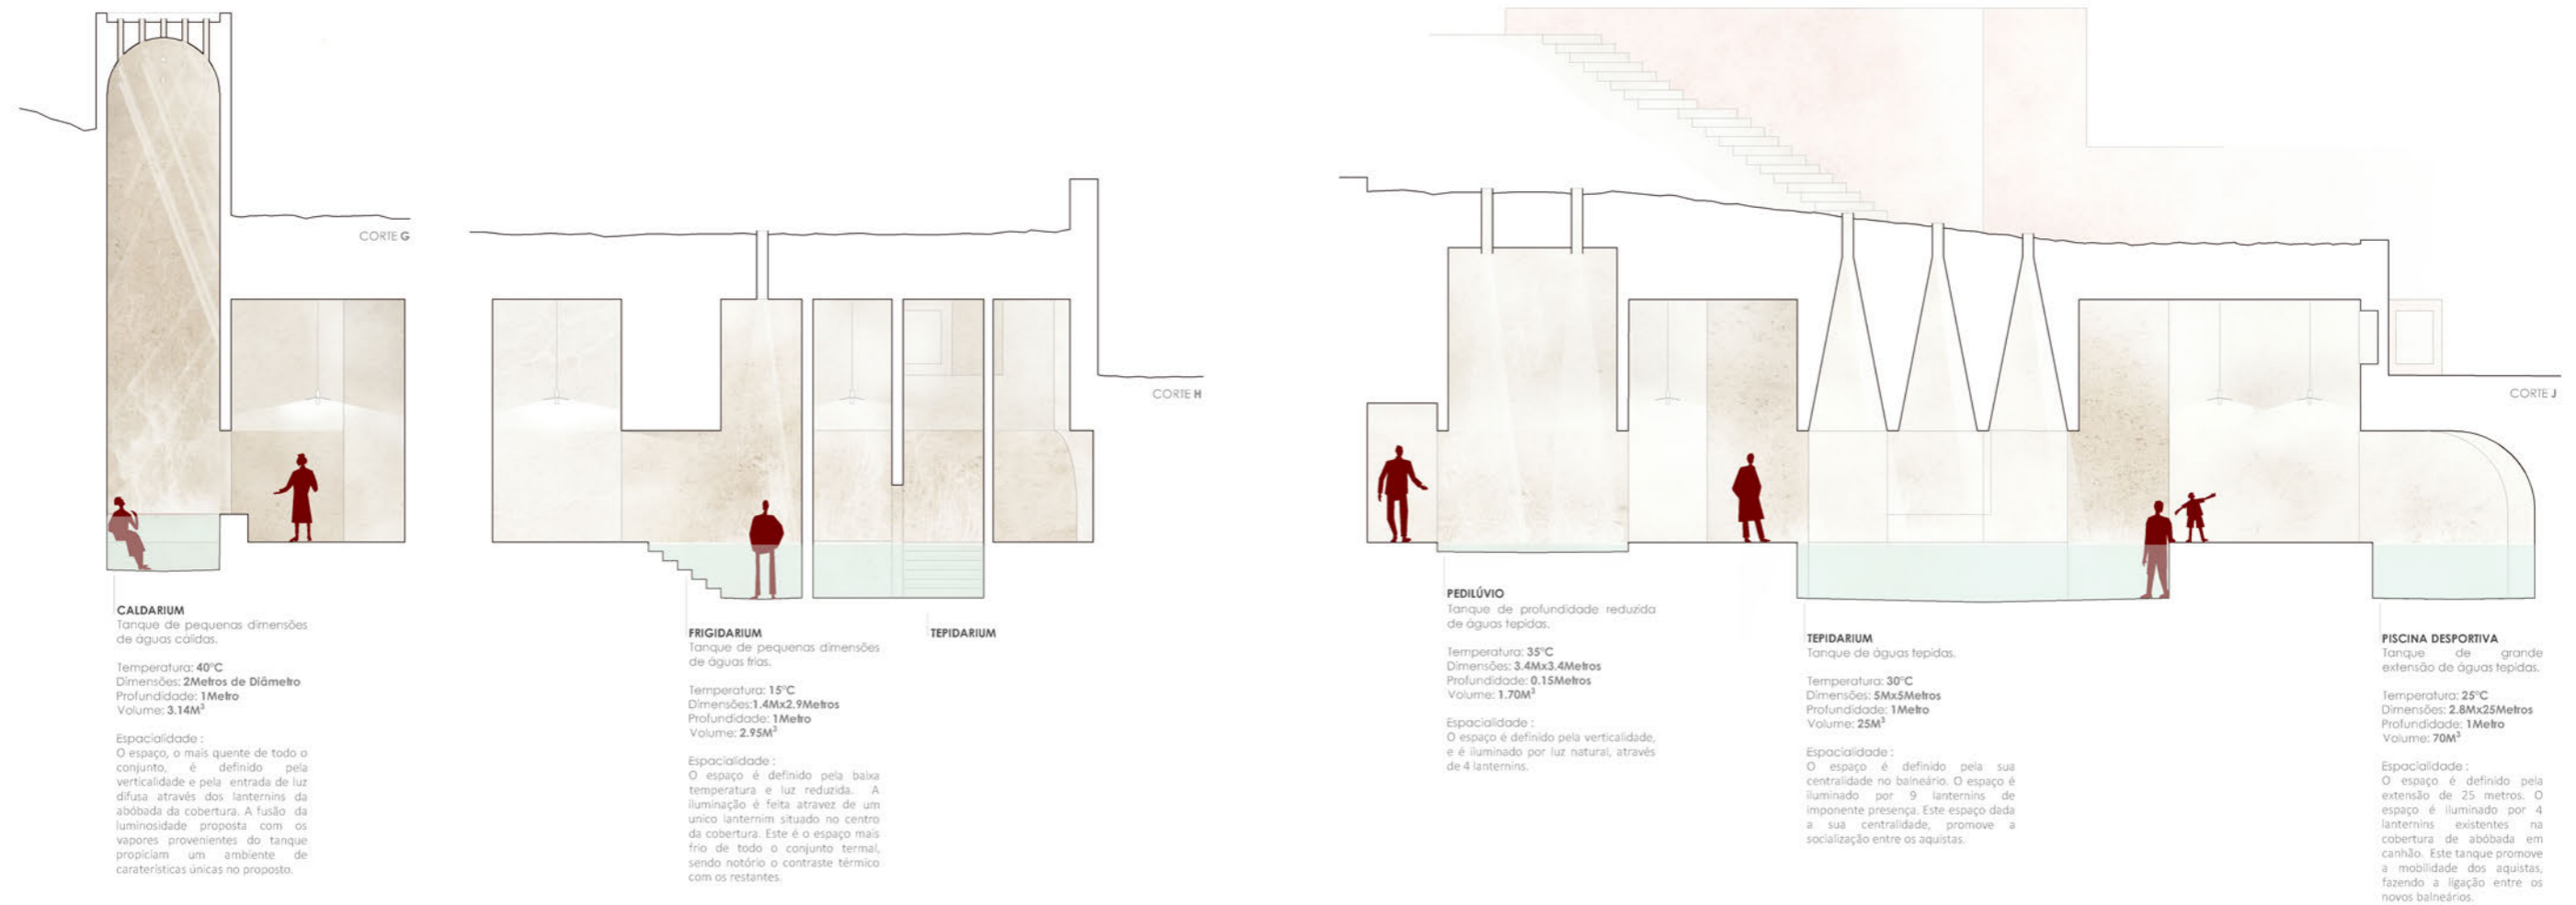 CORTE G
CORTE H
CORTE J
CALDARIUM
Tanque de pequenas dimensões
de águas cálidas.
Temperatura: 40°C
Dimensões: 2Metros de Diâmetro
Profundidade: 1Metro
Volume: 3.14M³
Espacialidade :
O espaço, o mais quente de todo o
conjunto, é definido pela
verticalidade e pela entrada de luz
difusa através dos lanternins da
abóbada da cobertura. A fusão da
luminosidade proposta com os
vapores provenientes do tanque
propiciam um ambiente de
caraterísticas únicas no proposto.
FRIGIDARIUM
Tanque de pequenas dimensões
de águas frias.
Temperatura: 15°C
Dimensões:1.4Mx2.9Metros
Profundidade: 1Metro
Volume: 2.95M³
Espacialidade :
O espaço é definido pela baixa
temperatura e luz reduzida. A
iluminação é feita atravez de um
unico lanternim situado no centro
da cobertura. Este é o espaço mais
frio de todo o conjunto termal,
sendo notório o contraste térmico
com os restantes.
TEPIDARIUM
PEDILÚVIO
Tanque de profundidade reduzida
de águas tepidas.
Temperatura: 35°C
Dimensões: 3.4Mx3.4Metros
Profundidade: 0.15Metros
Volume: 1.70M³
Espacialidade :
O espaço é definido pela verticalidade,
e é iluminado por luz natural, através
de 4 lanternins.
TEPIDARIUM
Tanque de águas tepidas.
Temperatura: 30°C
Dimensões: 5Mx5Metros
Profundidade: 1Metro
Volume: 25M³
Espacialidade :
O espaço é definido pela sua
centralidade no balneário. O espaço é
iluminado por 9 lanternins de
imponente presença. Este espaço dada
a sua centralidade, promove a
socialização entre os aquistas.
PISCINA DESPORTIVA
Tanque de grande
extensão de águas tepidas.
Temperatura: 25°C
Dimensões: 2.8Mx25Metros
Profundidade: 1Metro
Volume: 70M³
Espacialidade :
O espaço é definido pela
extensão de 25 metros. O
espaço é iluminado por 4
lanternins existentes na
cobertura de abóbada em
canhão. Este tanque promove
a mobilidade dos aquistas,
fazendo a ligação entre os
novos balneários.